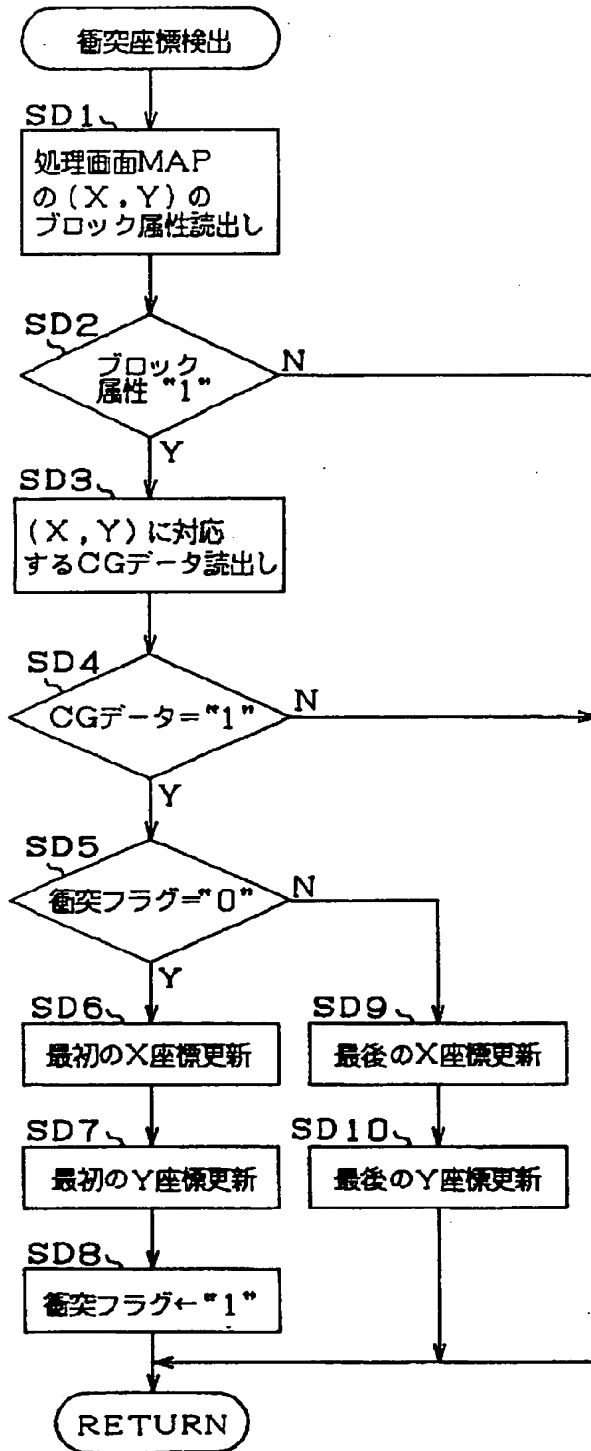 衝突座標検出
SD1
処理画面MAP
の(X,Y)の
ブロック属性読出し
SD2
ブロック
属性“1”
N
Y
SD3
(X,Y)に対応
するCGデータ読出し
SD4
CGデータ=“1”
N
Y
SD5
衝突フラグ=“0”
N
Y
SD6
最初のX座標更新
SD9
最後のX座標更新
SD7
最初のY座標更新
SD10
最後のY座標更新
SD8
衝突フラグ←“1”
RETURN